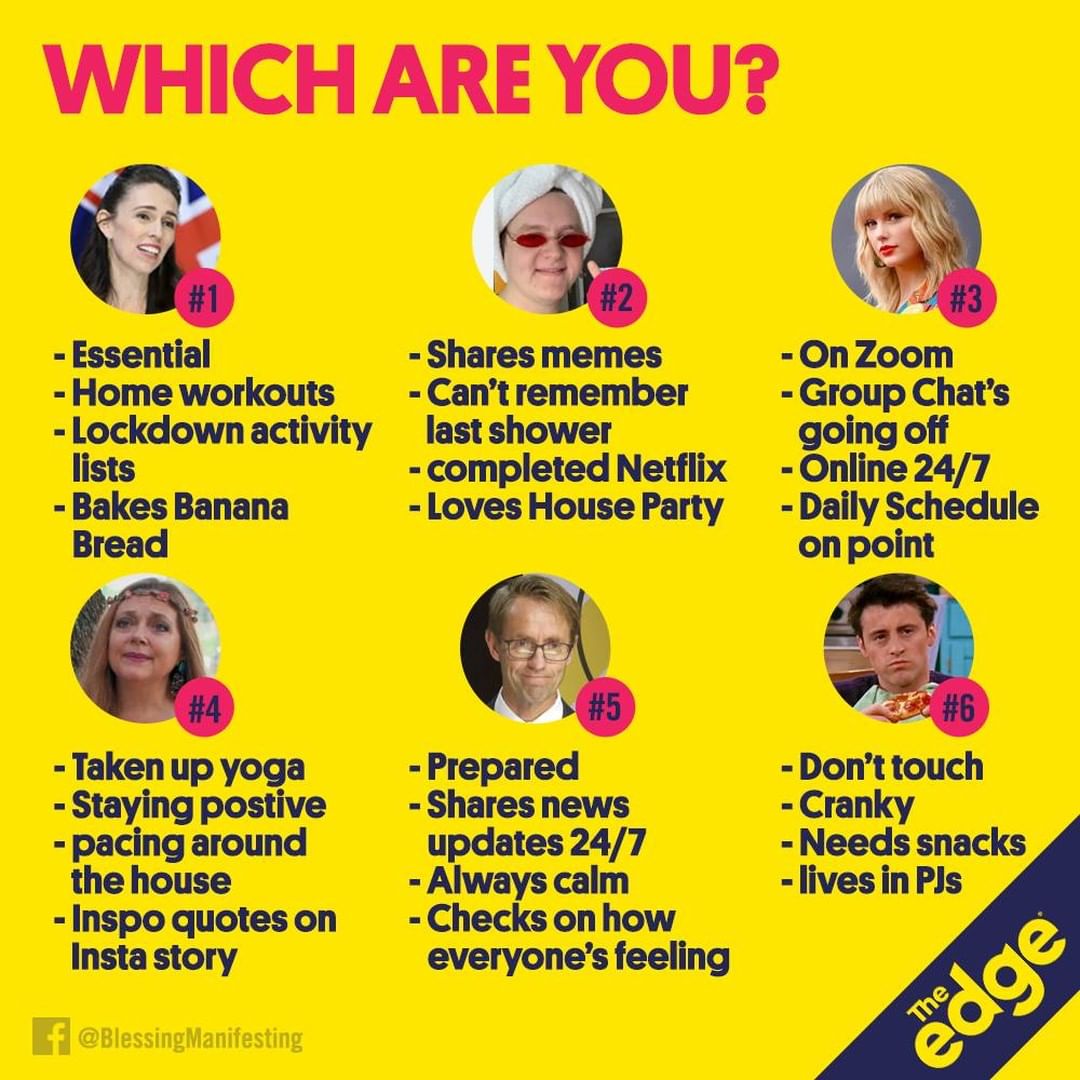 WHICH ARE YOU?
#1
- Essential
- Home workouts
- Lockdown activity
lists
- Bakes Banana
Bread
#2
- Shares memes
- Can't remember
last shower
- completed Netflix
- Loves House Party
#3
- On Zoom
- Group Chat's
going off
- Online 24/7
- Daily Schedule
on point
#4
- Taken up yoga
- Staying postive
- pacing around
the house
- Inspo quotes on
Insta story
#5
- Prepared
- Shares news
updates 24/7
- Always calm
- Checks on how
everyone's feeling
#6
- Don't touch
- Cranky
- Needs snacks
- lives in PJs
@BlessingManifesting
The
edge